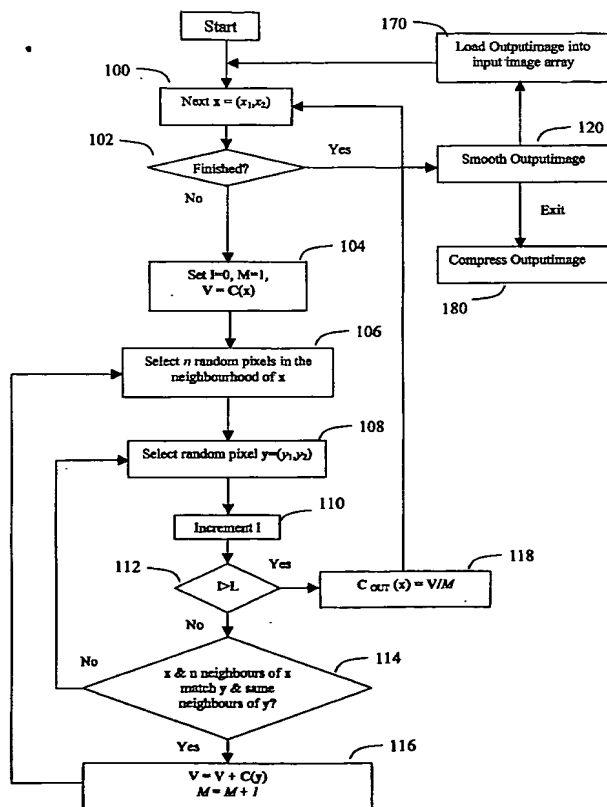 Start
170
Load Outputimage into
input image array
100
Next x = (x₁,x₂)
102
Finished?
Yes
No
120
Smooth Outputimage
Exit
Compress Outputimage
180
104
Set I=0, M=1,
V = C(x)
106
Select n random pixels in the
neighbourhood of x
108
Select random pixel y=(y₁,y₂)
110
Increment I
112
I>L
Yes
No
118
C OUT (x) = V/M
114
x & n neighbours of x
match y & same
neighbours of y?
No
Yes
116
V = V + C(y)
M = M + 1